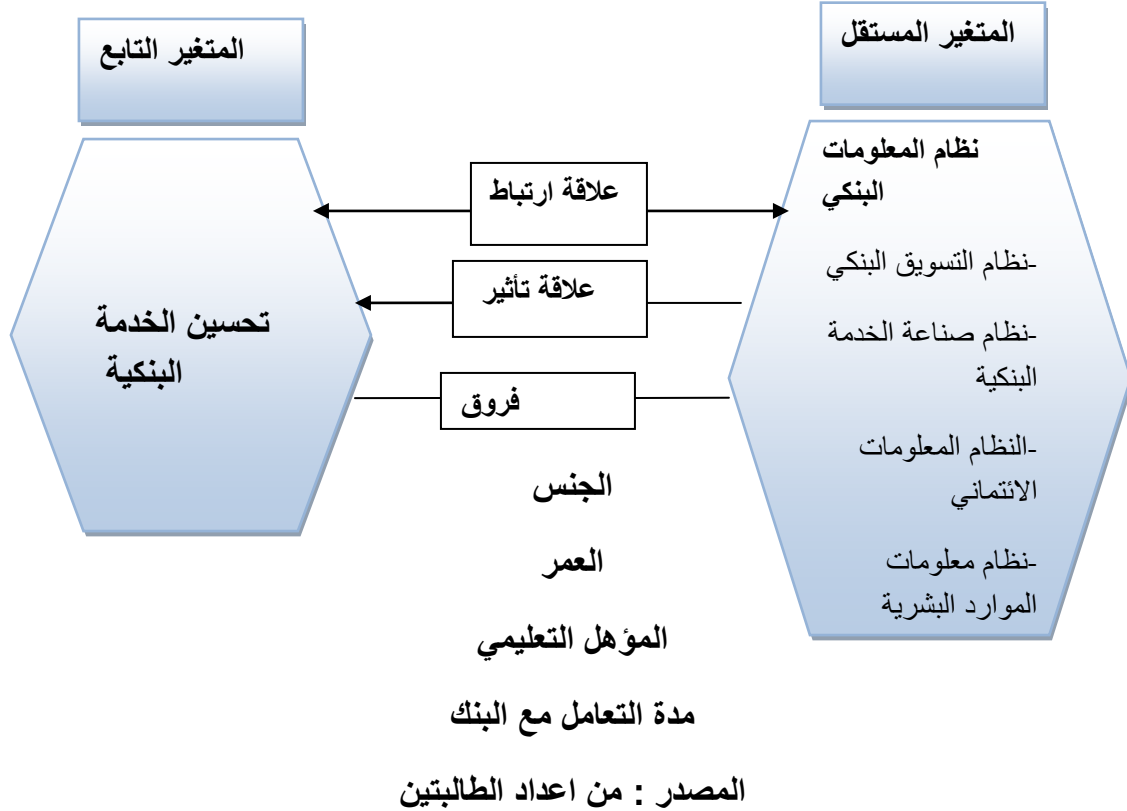 المتغير المستقل
المتغير التابع
نظام المعلومات
البنكي
-نظام التسويق البنكي
-نظام صناعة الخدمة
البنكية
-النظام المعلومات
الائتماني
-نظام معلومات
الموارد البشرية
علاقة ارتباط
علاقة تأثير
فروق
تحسين الخدمة
البنكية
الجنس
العمر
المؤهل التعليمي
مدة التعامل مع البنك
المصدر : من اعداد الطالبتين